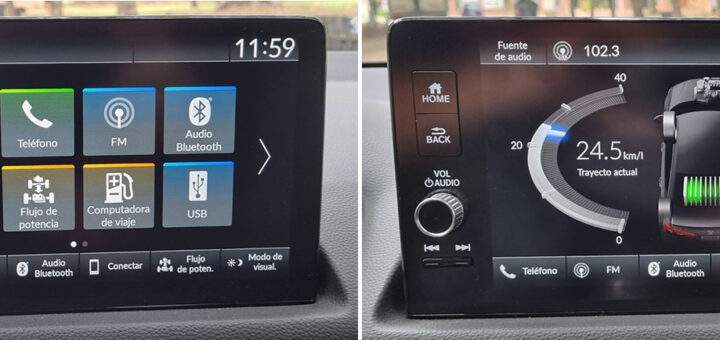 11:59
Teléfono
FM
Audio
Bluetooth
Flujo de
potencia
Computadora
de viaje
USB
Audio
Bluetooth
Conectar
Flujo
de poten.
Modo de
visual.
Fuente
de audio
102.3
HOME
BACK
VOL
AUDIO
40
20
0
24.5km/l
Trayecto actual
Teléfono
FM
Audio
Bluetooth